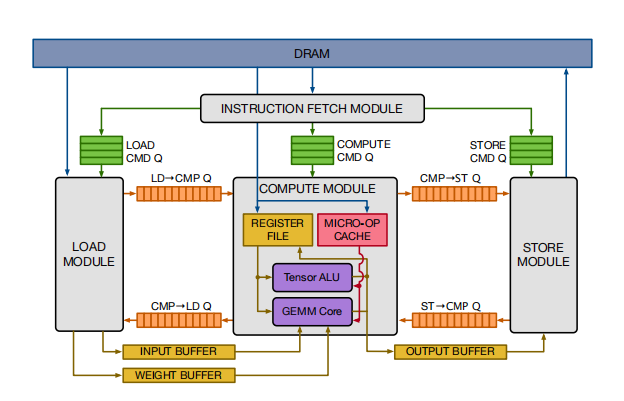 DRAM
INSTRUCTION FETCH MODULE
LOAD
CMD Q
COMPUTE
CMD Q
STORE
CMD Q
LD→CMP Q
COMPUTE MODULE
CMP→ST Q
REGISTER
FILE
MICRO-OP
CACHE
LOAD
MODULE
Tensor ALU
STORE
MODULE
CMP→LD Q
GEMM Core
ST→CMP Q
INPUT BUFFER
OUTPUT BUFFER
WEIGHT BUFFER